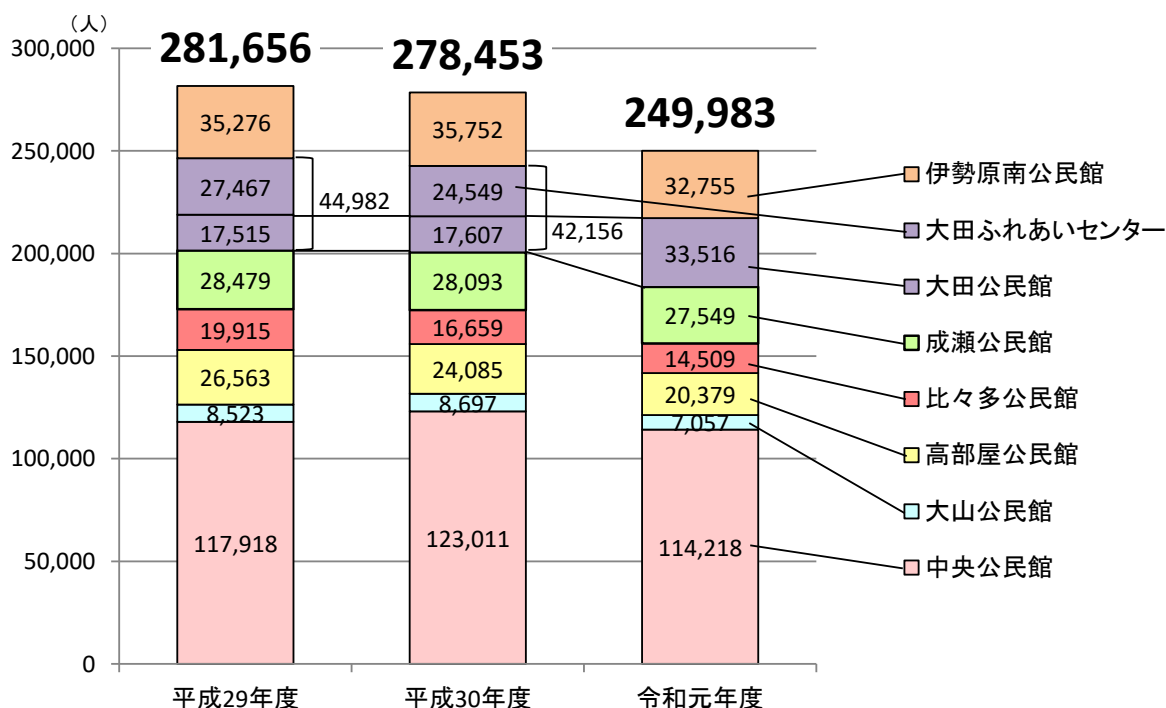 （人）
300,000
250,000
200,000
150,000
100,000
50,000
0
281,656
35,276
27,467
17,515
44,982
28,479
19,915
26,563
8,523
117,918
平成29年度
278,453
35,752
24,549
17,607
42,156
28,093
16,659
24,085
8,697
123,011
平成30年度
249,983
32,755
33,516
27,549
14,509
20,379
7,057
114,218
令和元年度
伊勢原南公民館
大田ふれあいセンター
大田公民館
成瀬公民館
比々多公民館
高部屋公民館
大山公民館
中央公民館